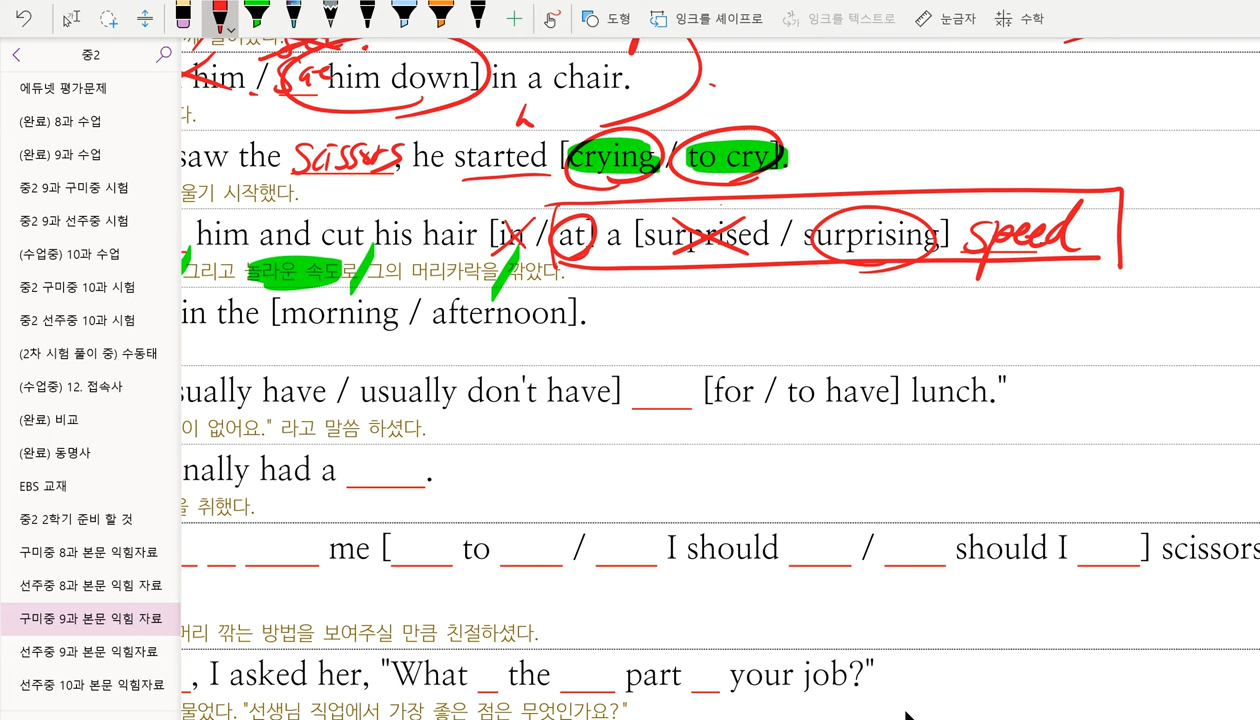 도형 잉크를 셰이프로 잉크를 텍스트로 눈금자 수학
중2
에듀넷 평가문제
(완료) 8과 수업
(완료) 9과 수업
중2 9과 구미중 시험
중2 9과 선주중 시험
(수업중) 10과 수업
중2 구미중 10과 시험
중2 선주중 10과 시험
(2차 시험 풀이 중) 수동태
(수업중) 12. 접속사
(완료) 비교
(완료) 동명사
EBS 교재
중2 2학기 준비 할 것
구미중 8과 본문 익힘자료
선주중 8과 본문 익힘 자료
구미중 9과 본문 익힘 자료
선주중 9과 본문 익힘자료
선주중 10과 본문익힘자료
him / him down] in a chair.
다.
saw the scissors, he started [crying / to cry].
울기 시작했다.
him and cut his hair [in / at] a [surprised / surprising] speed
그리고 놀라운 속도로 그의 머리카락을 깎았다.
in the [morning / afternoon].
sually have / usually don't have] ____ [for / to have] lunch."
이 없어요." 라고 말씀 하셨다.
nally had a _____.
을 취했다.
__ __ _____ me [____ to ____ / ____ I should ____ / ____ should I ____] scissors
머리 깎는 방법을 보여주실 만큼 친절하셨다.
, I asked her, "What _ the ____ part __ your job?"
물었다. "선생님 직업에서 가장 좋은 점은 무엇인가요?"